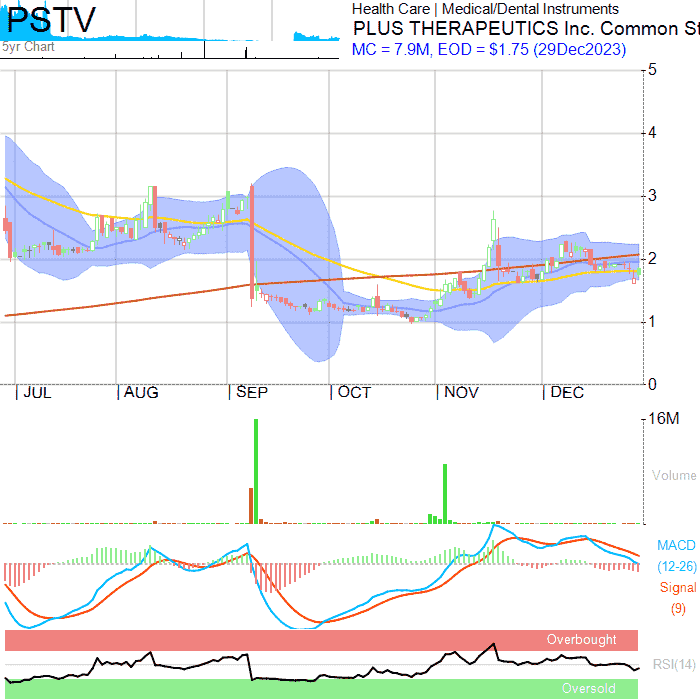 PSTV
5yr Chart
Health Care | Medical/Dental Instruments
PLUS THERAPEUTICS Inc. Common St
MC = 7.9M, EOD = $1.75 (29Dec2023)
5
4
3
2
1
0
JUL AUG SEP OCT NOV DEC
16M
Volume
MACD
(12-26)
Signal
(9)
Overbought
RSI(14)
Oversold